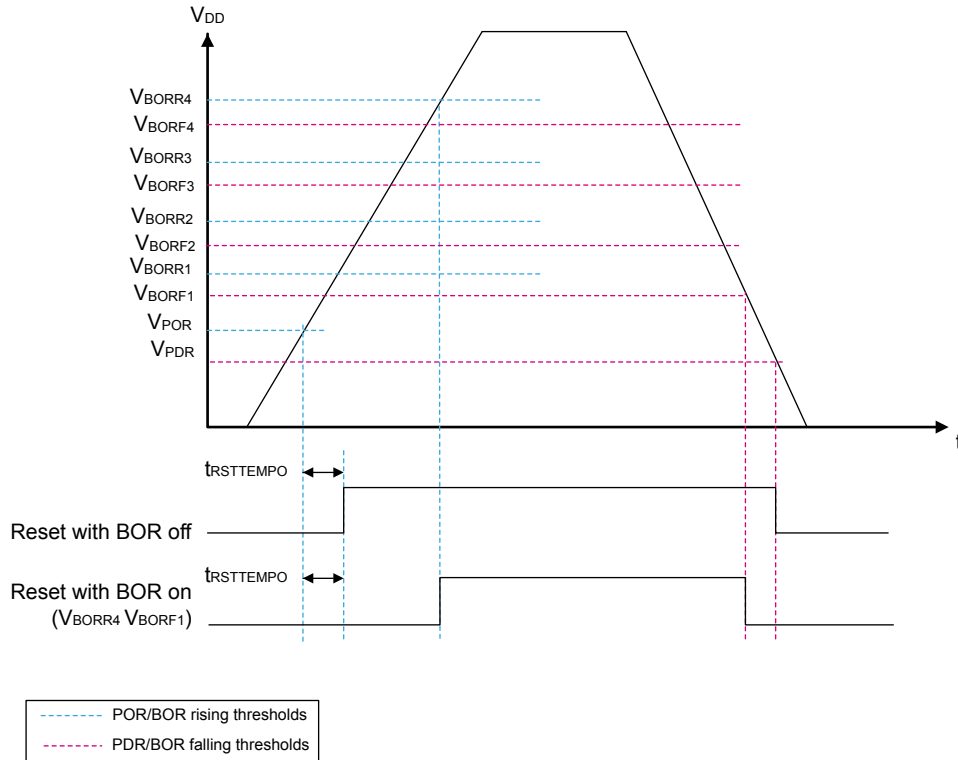 VDD
VBORR4
VBORF4
VBORR3
VBORF3
VBORR2
VBORF2
VBORR1
VBORF1
VPOR
VPDR
t
tRSTTEMPO
Reset with BOR off
tRSTTEMPO
Reset with BOR on
(VBORR4 VBORF1)
POR/BOR rising thresholds
PDR/BOR falling thresholds